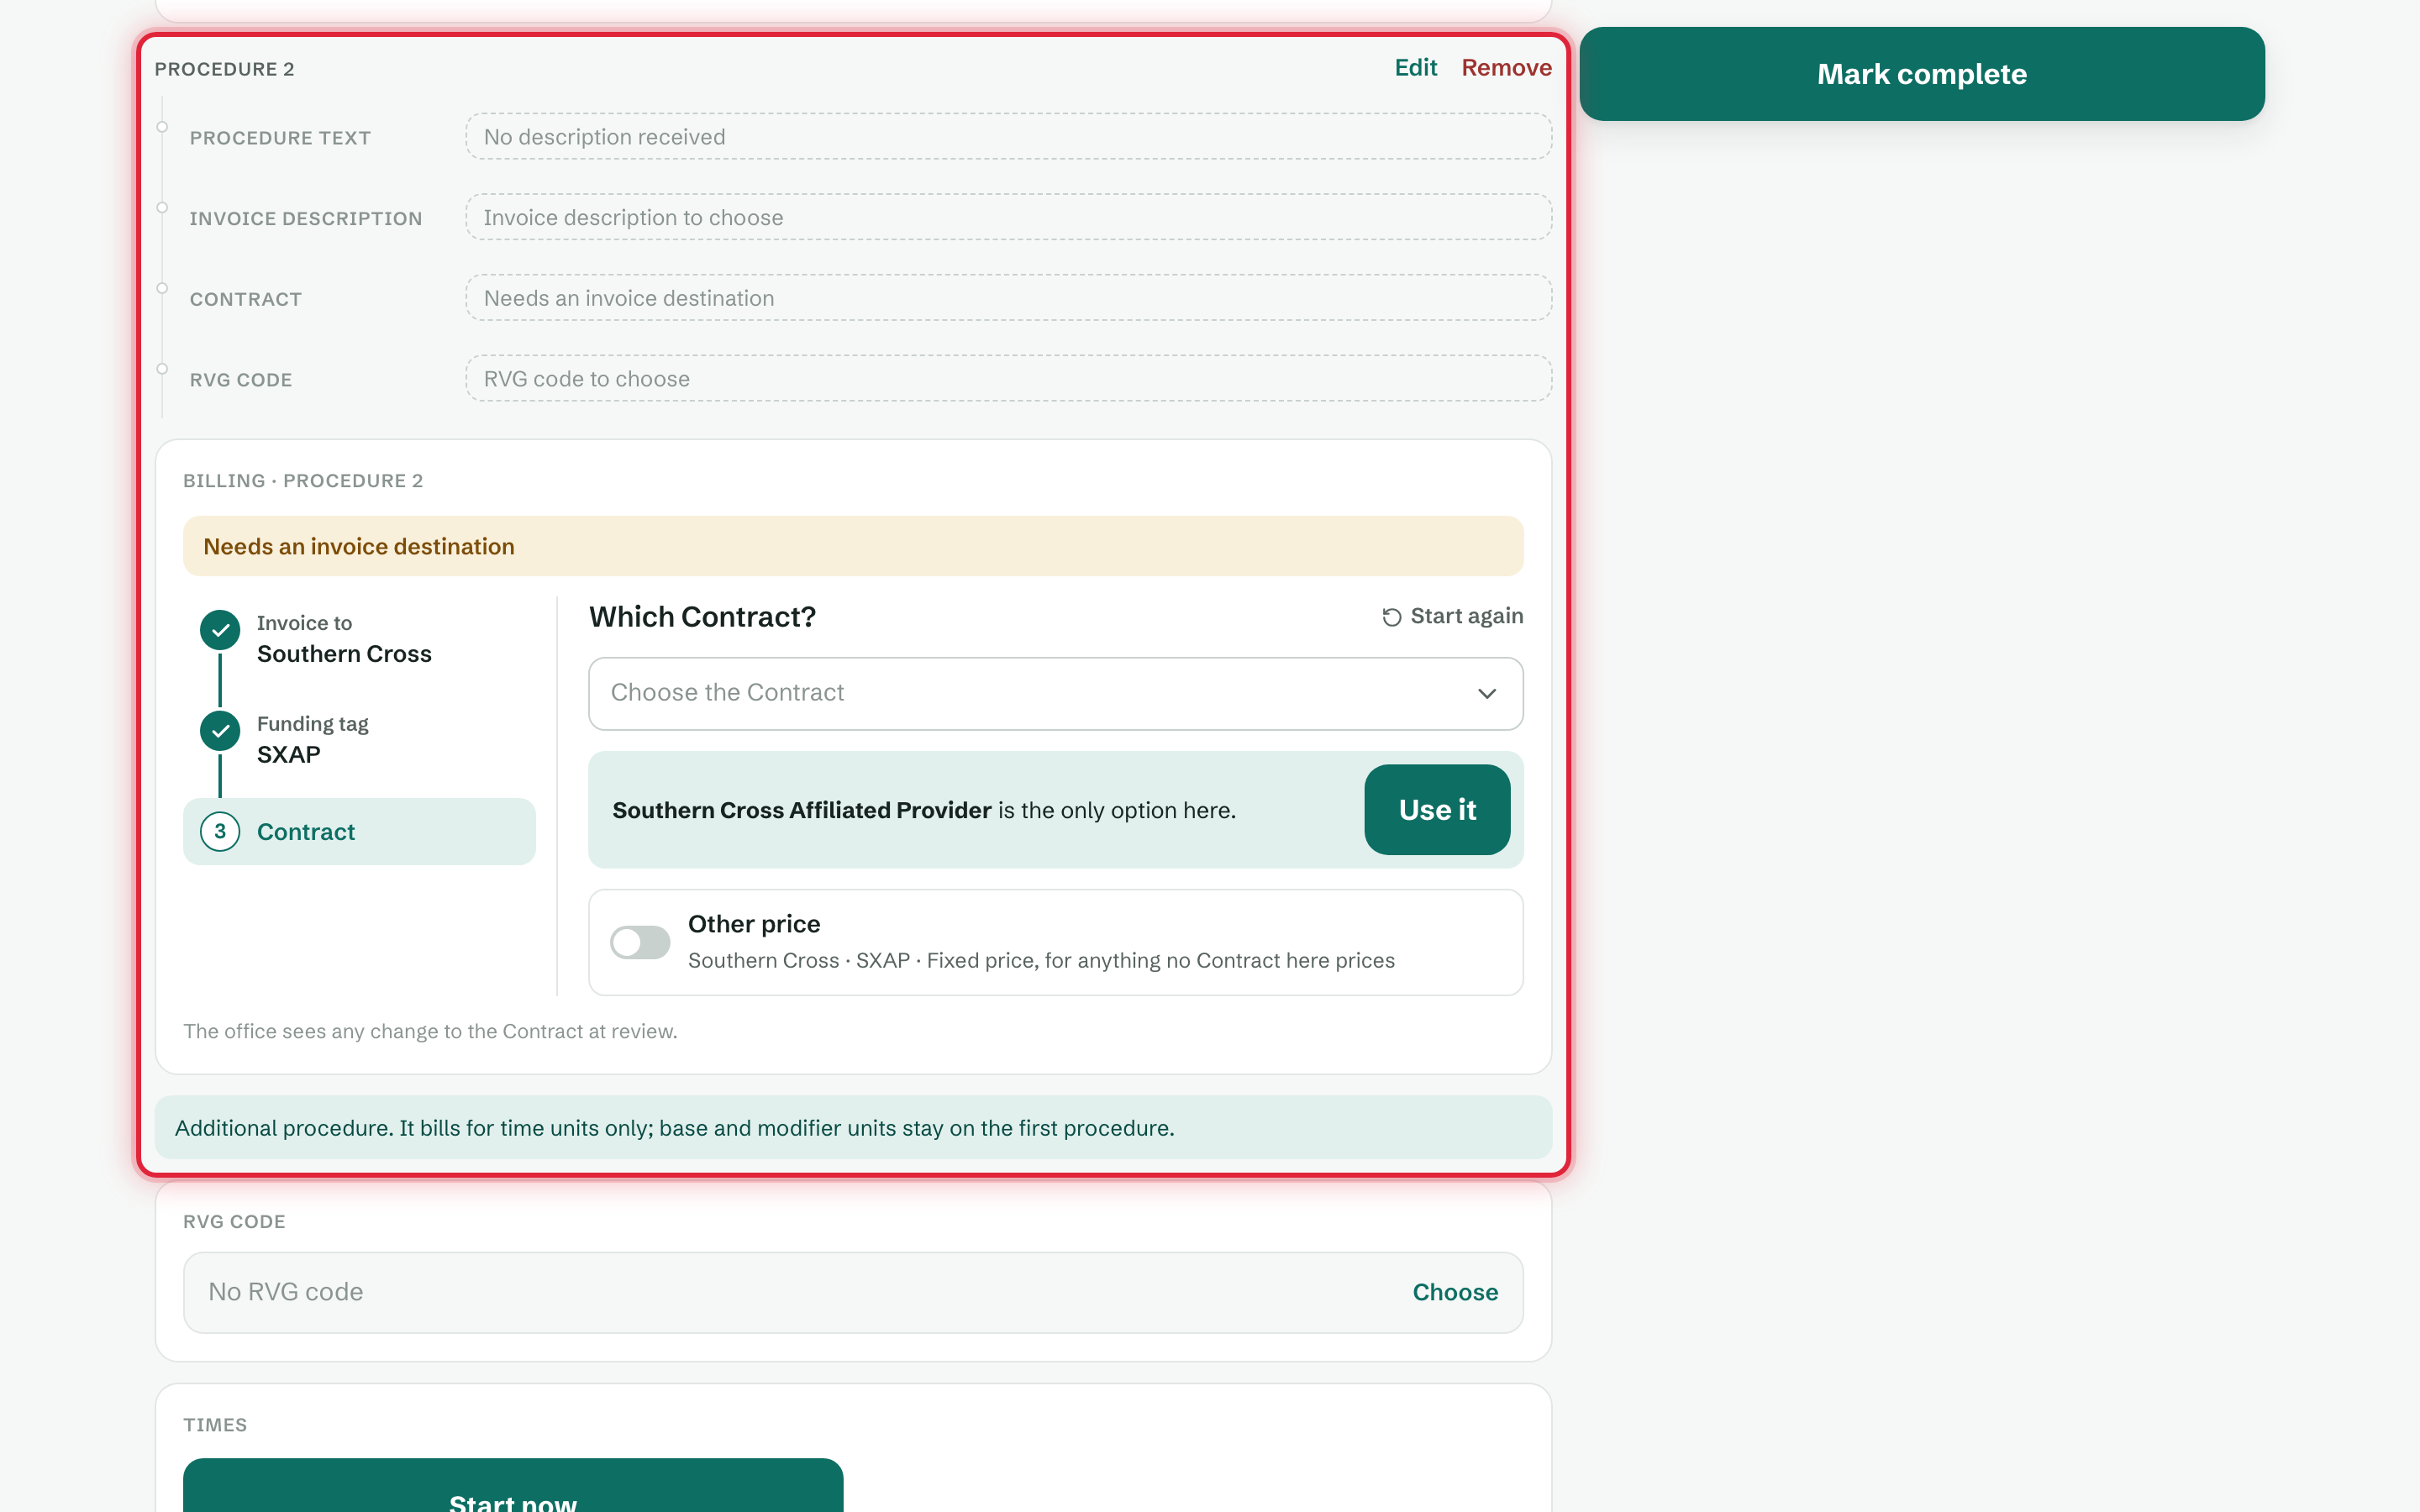 PROCEDURE 2
Edit
Remove
Mark complete
PROCEDURE TEXT
No description received
INVOICE DESCRIPTION
Invoice description to choose
CONTRACT
Needs an invoice destination
RVG CODE
RVG code to choose
BILLING · PROCEDURE 2
Needs an invoice destination
Invoice to
Southern Cross
Funding tag
SXAP
3
Contract
Which Contract?
Start again
Choose the Contract
Southern Cross Affiliated Provider is the only option here.
Use it
Other price
Southern Cross · SXAP · Fixed price, for anything no Contract here prices
The office sees any change to the Contract at review.
Additional procedure. It bills for time units only; base and modifier units stay on the first procedure.
RVG CODE
No RVG code
Choose
TIMES
Start now